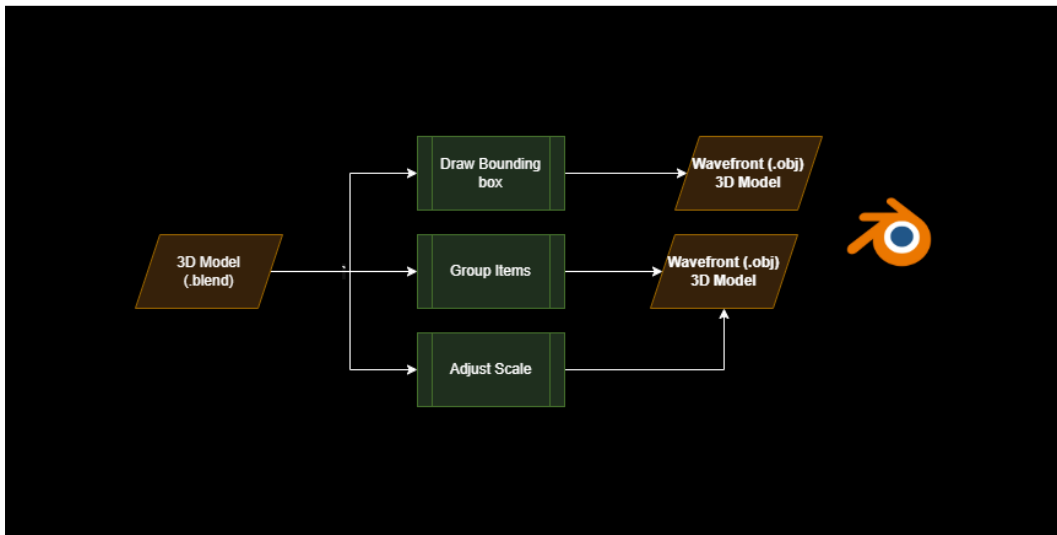 Draw Bounding
box
Wavefront (.obj)
3D Model
3D Model
(.blend)
Group Items
Wavefront (.obj)
3D Model
Adjust Scale